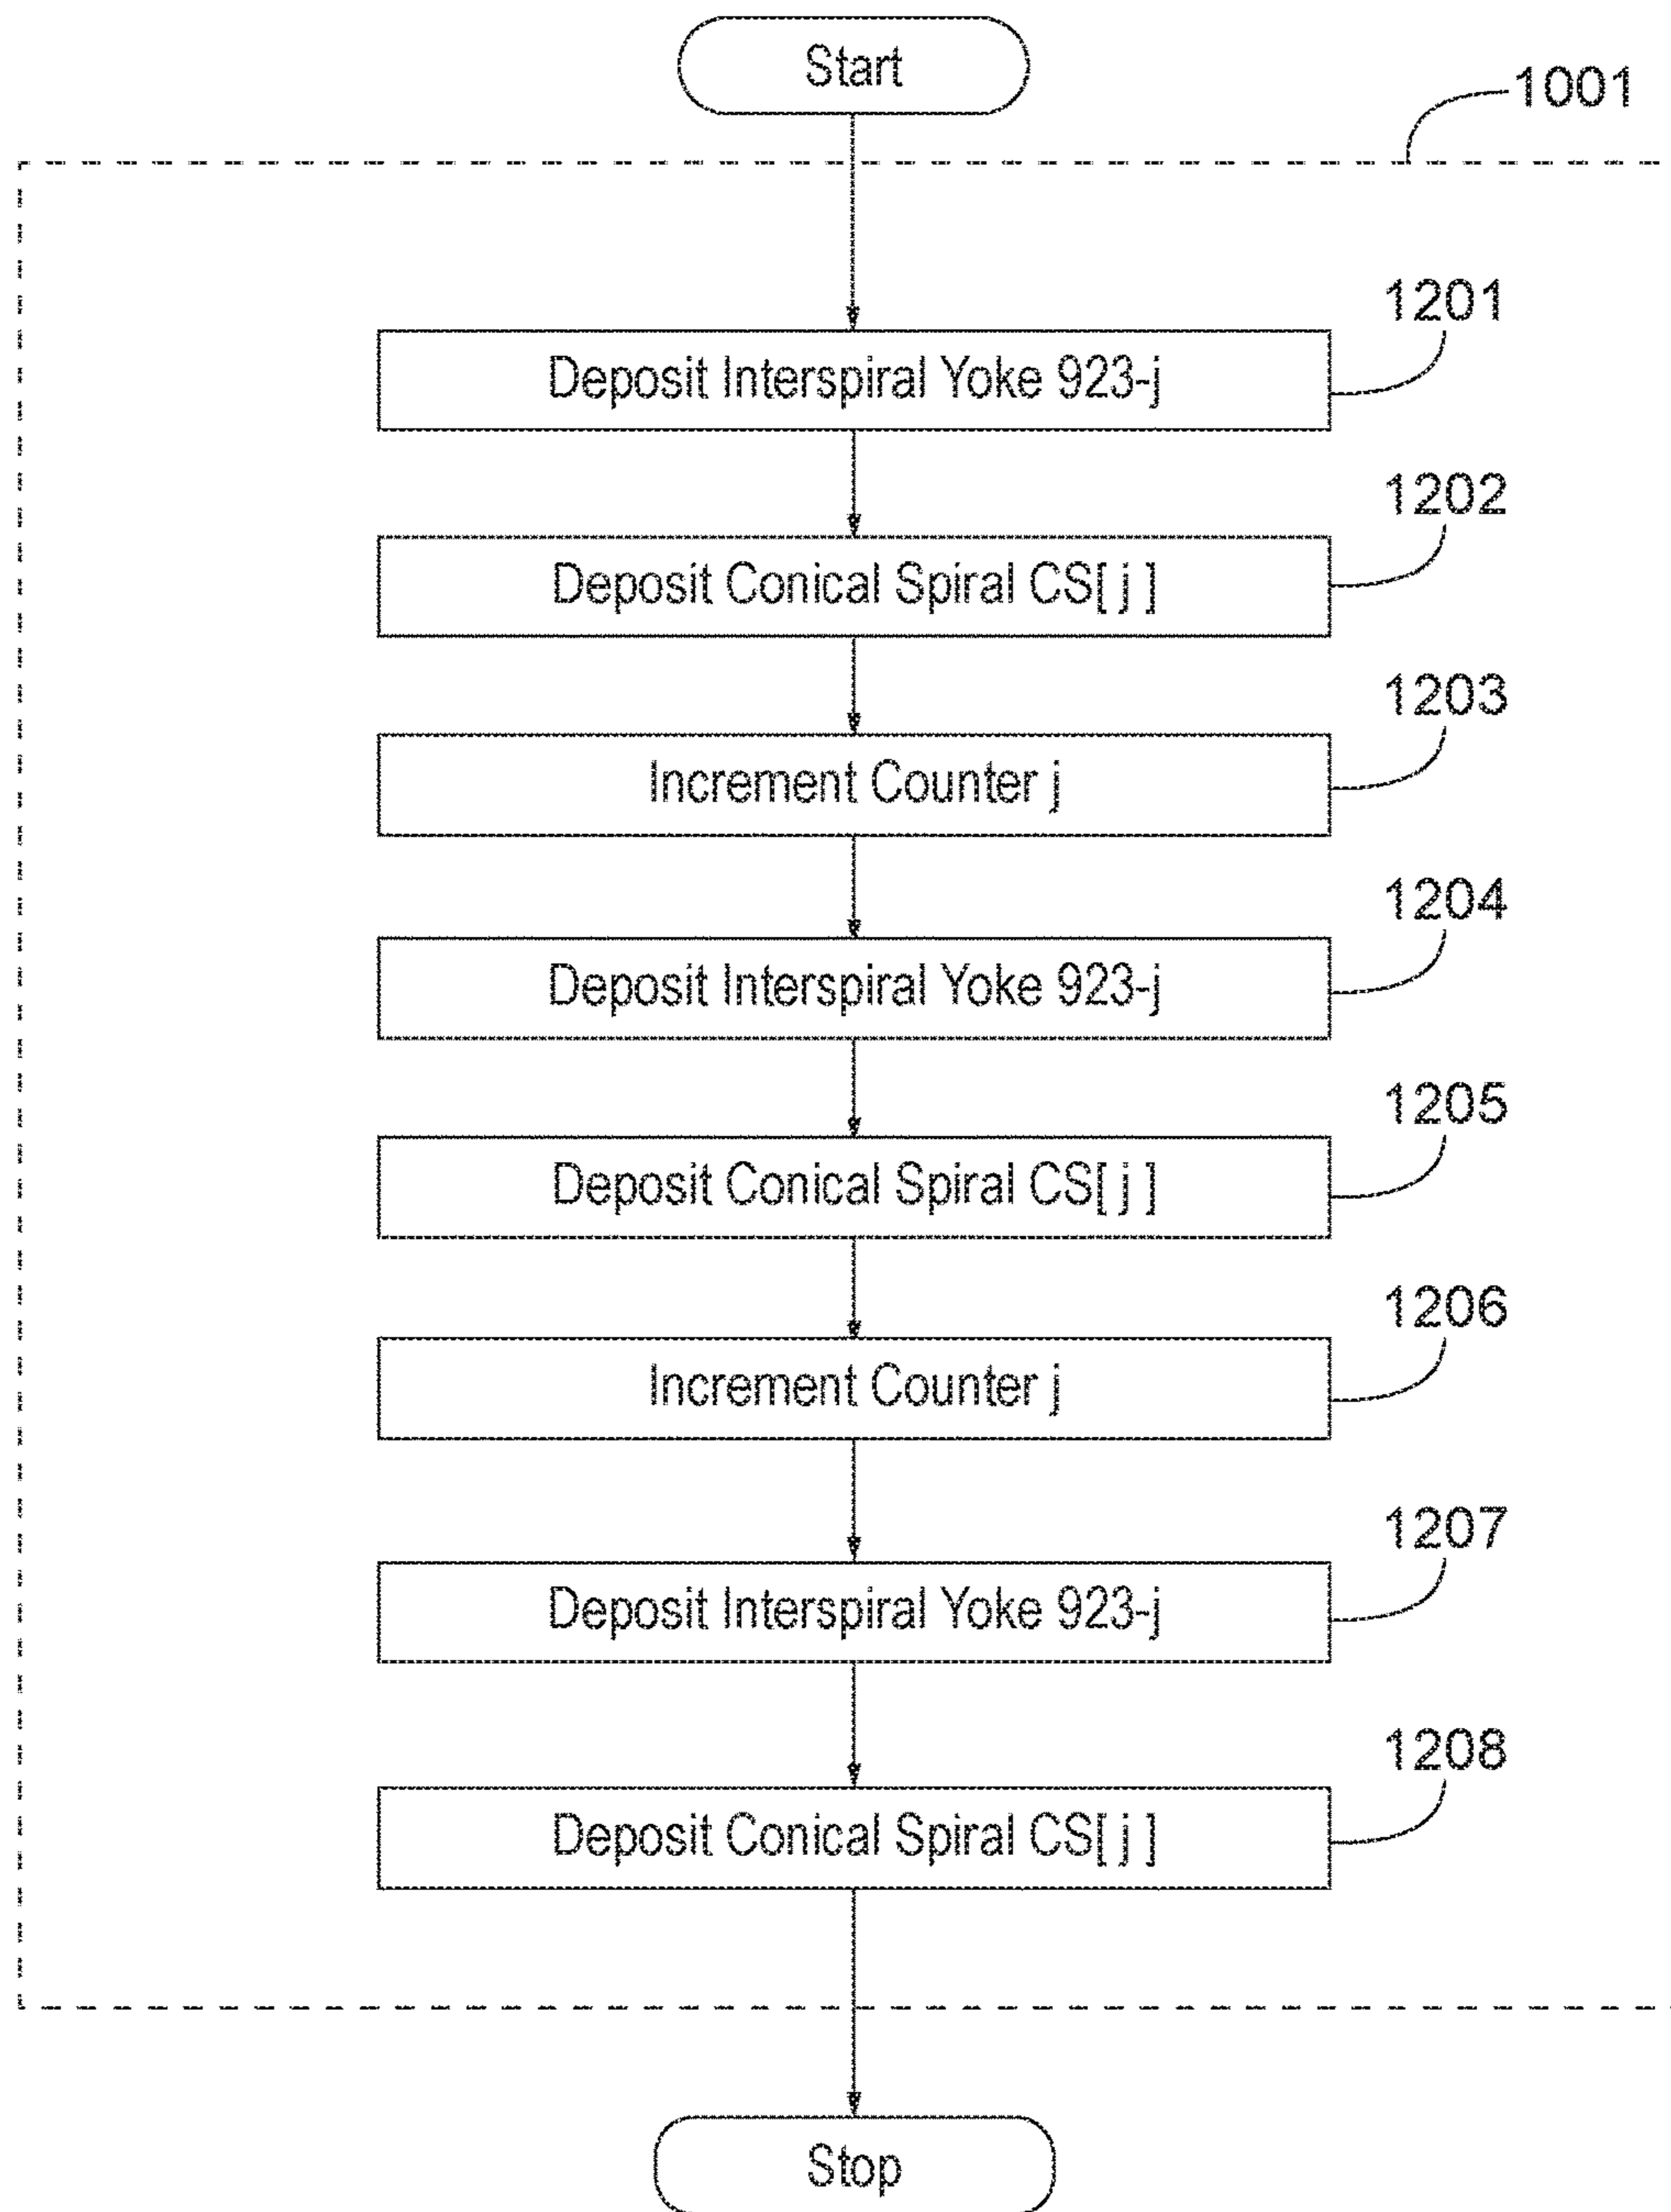 Start
1001
1201
Deposit Interspiral Yoke 923-j
1202
Deposit Conical Spiral CS[ j ]
1203
Increment Counter j
1204
Deposit Interspiral Yoke 923-j
1205
Deposit Conical Spiral CS[ j ]
1206
Increment Counter j
1207
Deposit Interspiral Yoke 923-j
1208
Deposit Conical Spiral CS[ j ]
Stop